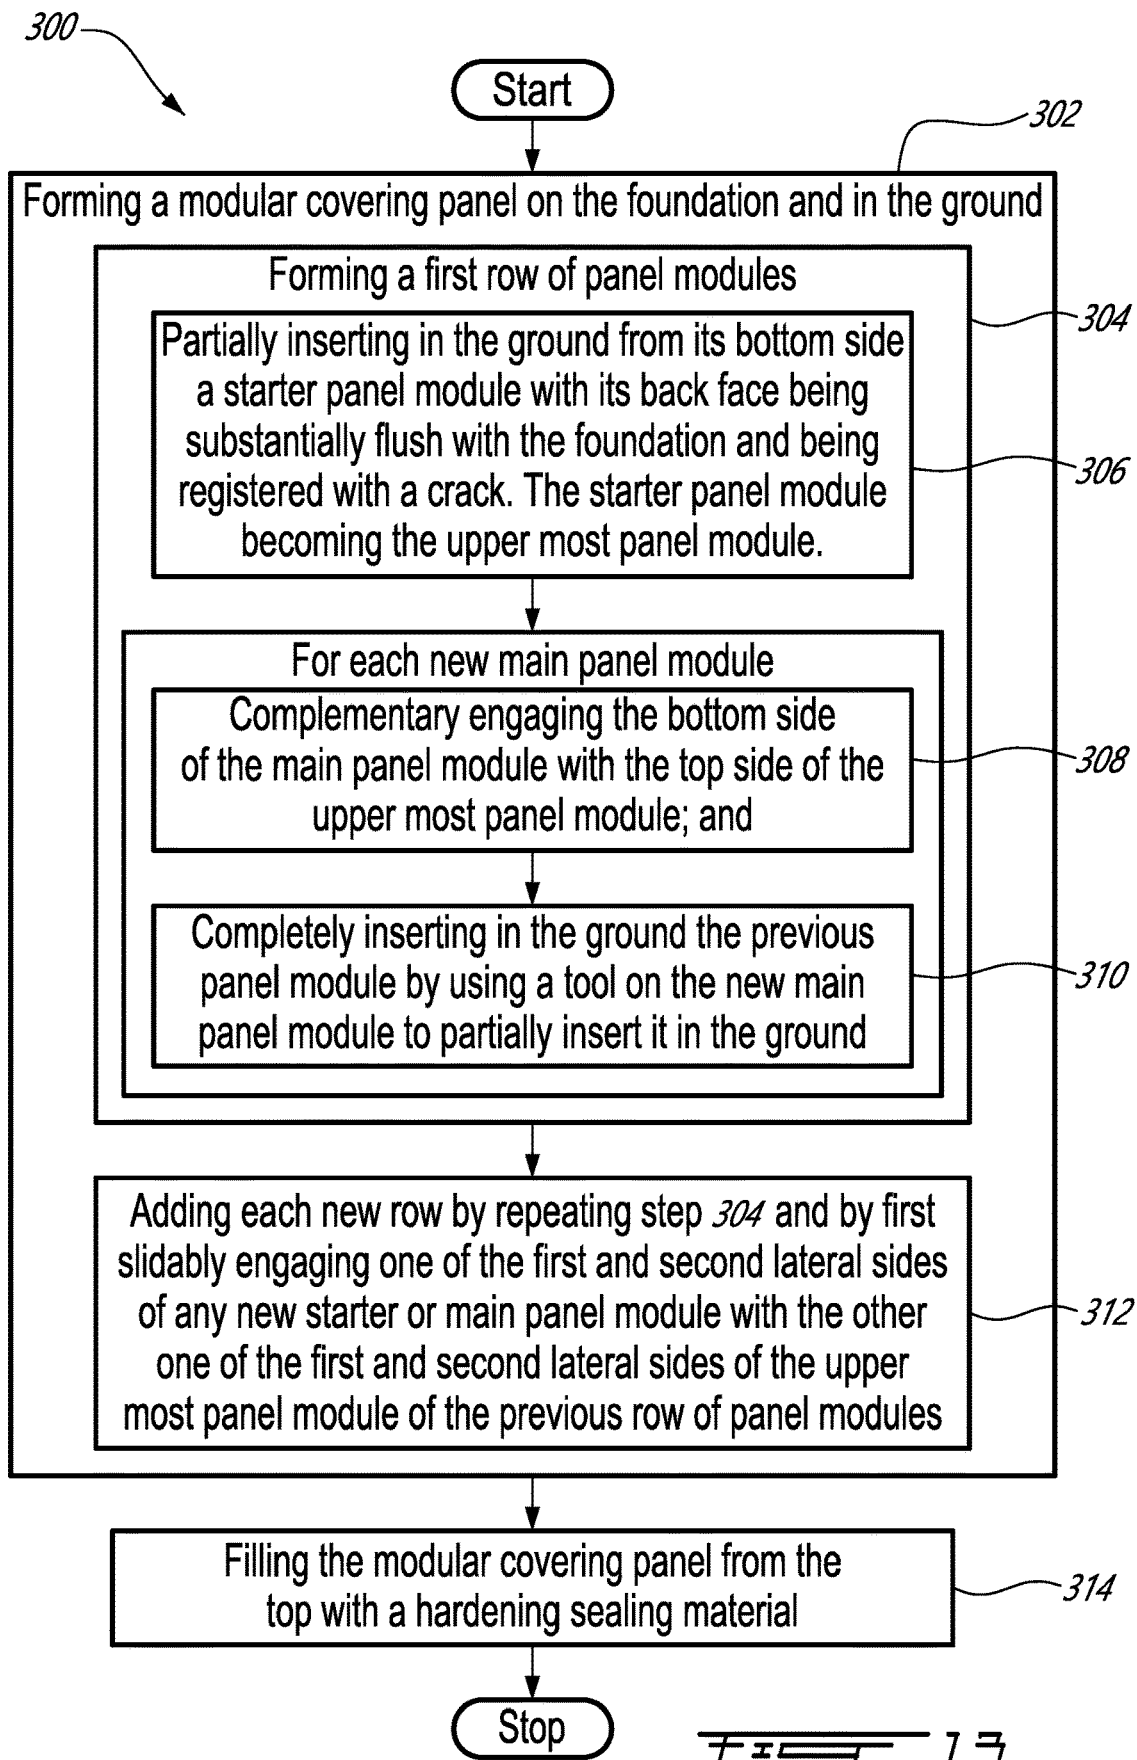 300
Start
302
Forming a modular covering panel on the foundation and in the ground
Forming a first row of panel modules
304
Partially inserting in the ground from its bottom side
a starter panel module with its back face being
substantially flush with the foundation and being
registered with a crack. The starter panel module
becoming the upper most panel module.
306
For each new main panel module
Complementary engaging the bottom side
of the main panel module with the top side of the
upper most panel module; and
308
Completely inserting in the ground the previous
panel module by using a tool on the new main
panel module to partially insert it in the ground
310
Adding each new row by repeating step 304 and by first
slidably engaging one of the first and second lateral sides
of any new starter or main panel module with the other
one of the first and second lateral sides of the upper
most panel module of the previous row of panel modules
312
Filling the modular covering panel from the
top with a hardening sealing material
314
Stop